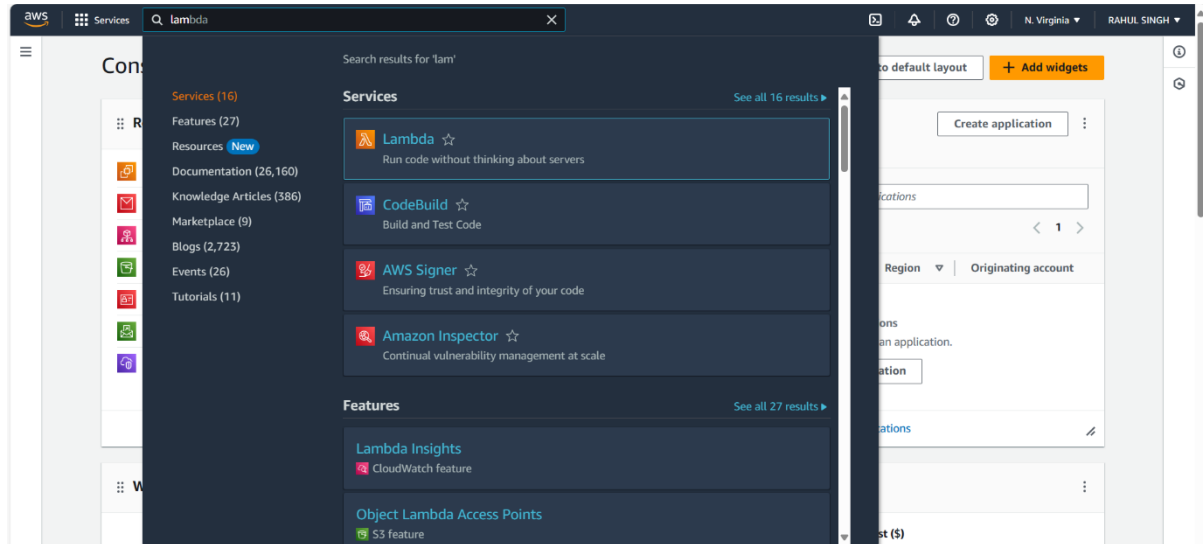 aws Services lambda N. Virginia RAHUL SINGH
Search results for 'lam'
Services (16)
Features (27)
Resources New
Documentation (26,160)
Knowledge Articles (386)
Marketplace (9)
Blogs (2,723)
Events (26)
Tutorials (11)
Services See all 16 results
Lambda
Run code without thinking about servers
CodeBuild
Build and Test Code
AWS Signer
Ensuring trust and integrity of your code
Amazon Inspector
Continual vulnerability management at scale
Features See all 27 results
Lambda Insights
CloudWatch feature
Object Lambda Access Points
S3 feature
Cons
R
W
to default layout + Add widgets
Create application
ications
1
Region Originating account
ons
an application.
ation
cations
st ($)